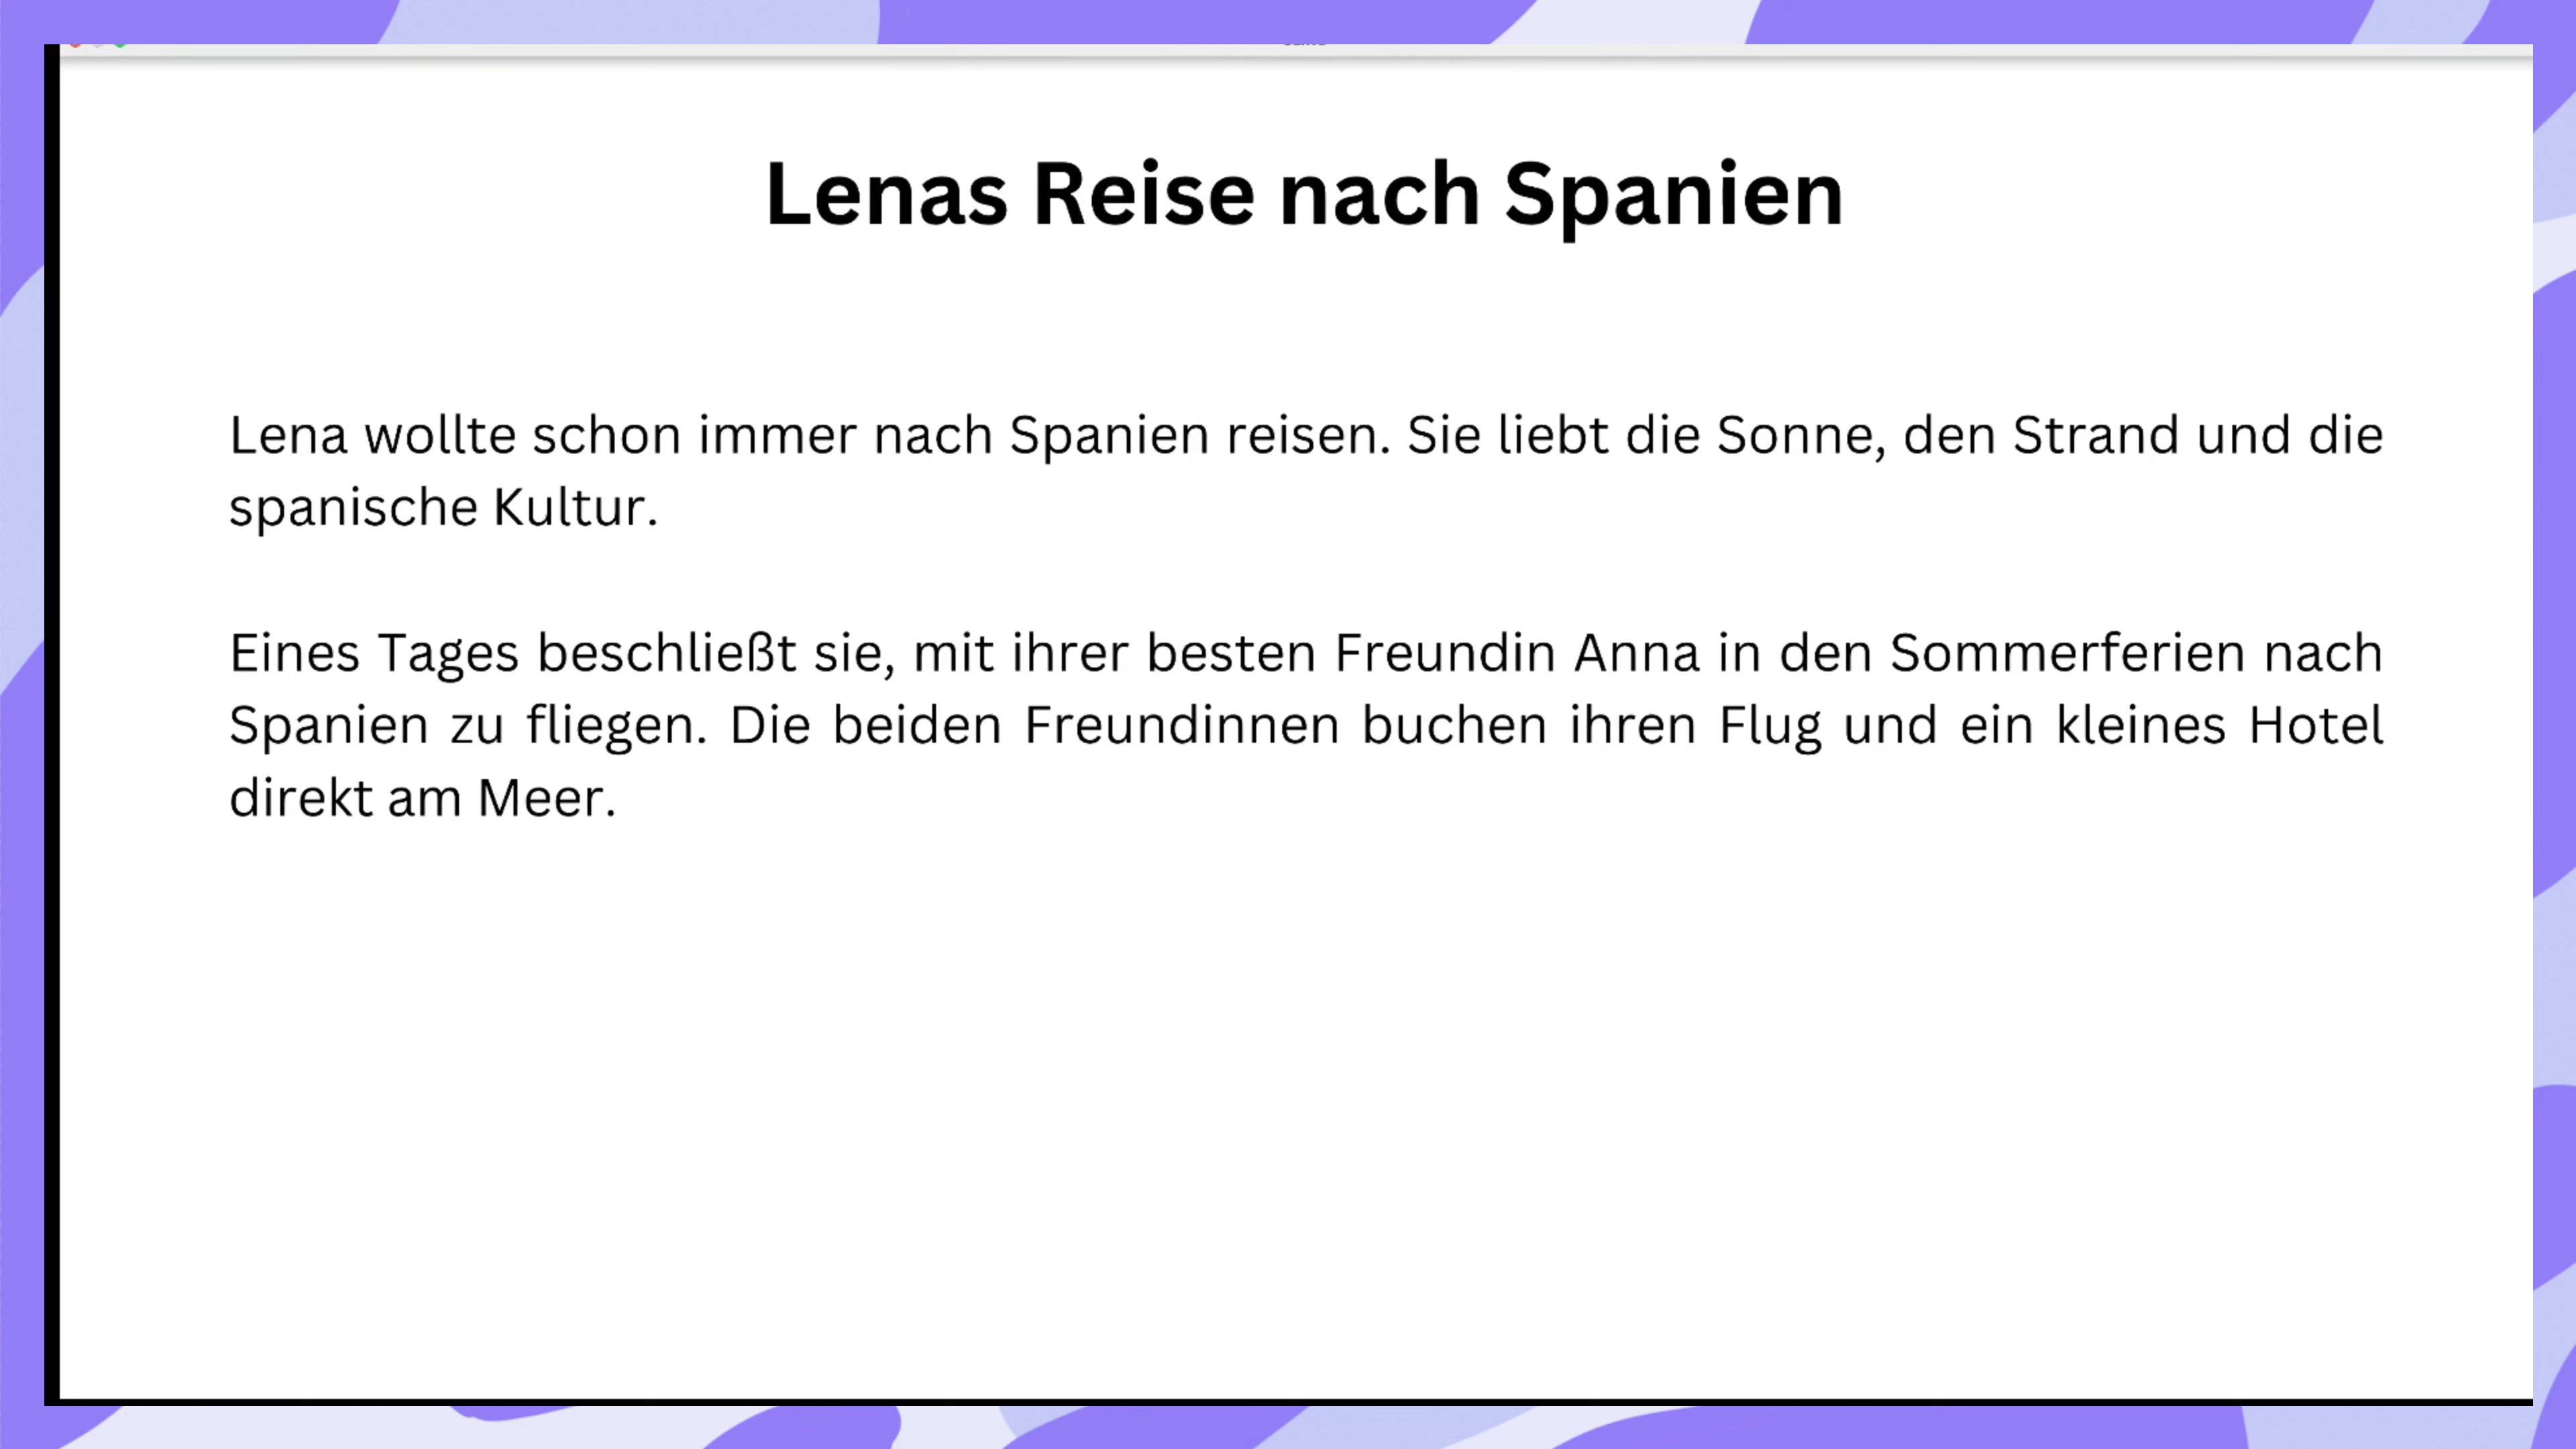 Lenas Reise nach Spanien
Lena wollte schon immer nach Spanien reisen. Sie liebt die Sonne, den Strand und die
spanische Kultur.
Eines Tages beschließt sie, mit ihrer besten Freundin Anna in den Sommerferien nach
Spanien zu fliegen. Die beiden Freundinnen buchen ihren Flug und ein kleines Hotel
direkt am Meer.